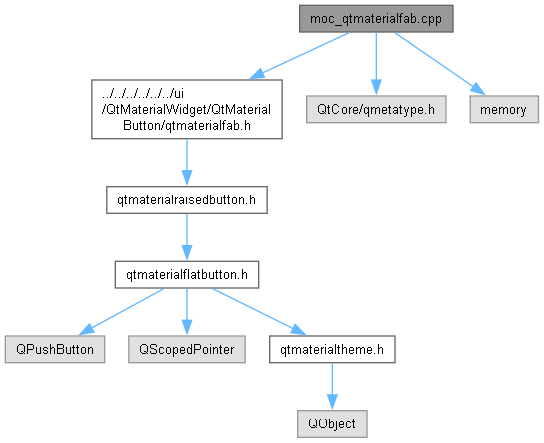 moc_qtmaterialfab.cpp
../../../../../../ui
/QtMaterialWidget/QtMaterial
Button/qtmaterialfab.h
QtCore/qmetatype.h
memory
qtmaterialraisedbutton.h
qtmaterialflatbutton.h
QPushButton
QScopedPointer
qtmaterialtheme.h
QObject